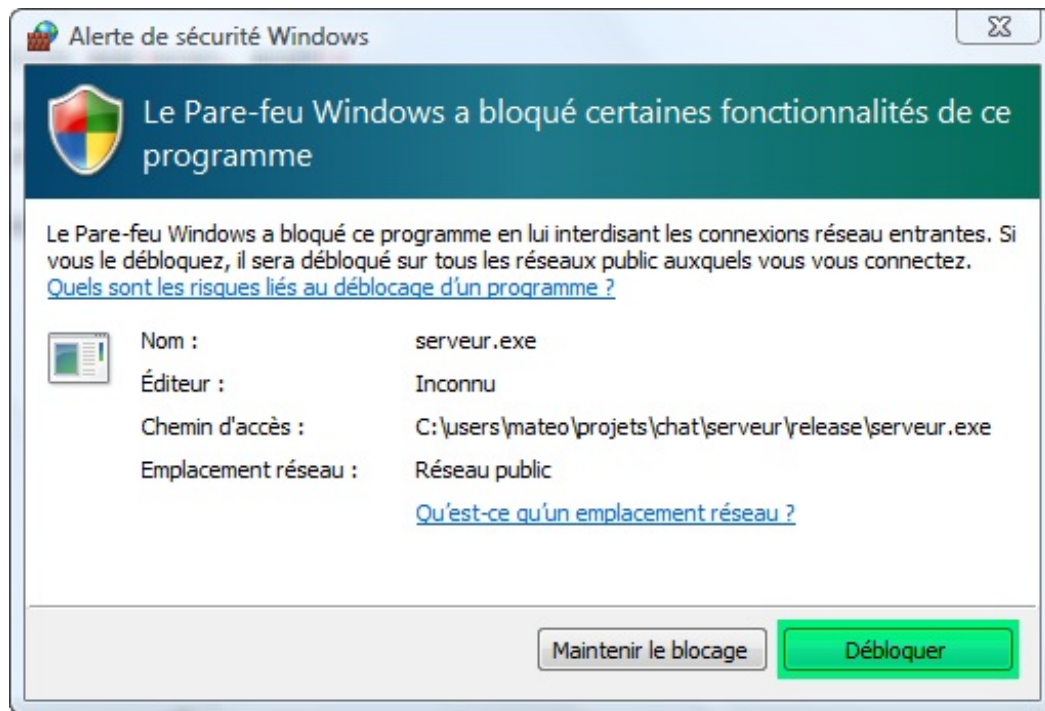 Alerte de sécurité Windows
Le Pare-feu Windows a bloqué certaines fonctionnalités de ce
programme
Le Pare-feu Windows a bloqué ce programme en lui interdisant les connexions réseau entrantes. Si
vous le débloquez, il sera débloqué sur tous les réseaux public auxquels vous vous connectez.
Quels sont les risques liés au déblocage d'un programme ?
Nom : serveur.exe
Éditeur : Inconnu
Chemin d'accès : C:\users\mateo\projets\chat\serveur\release\serveur.exe
Emplacement réseau : Réseau public
Qu'est-ce qu'un emplacement réseau ?
Maintenir le blocage Débloquer